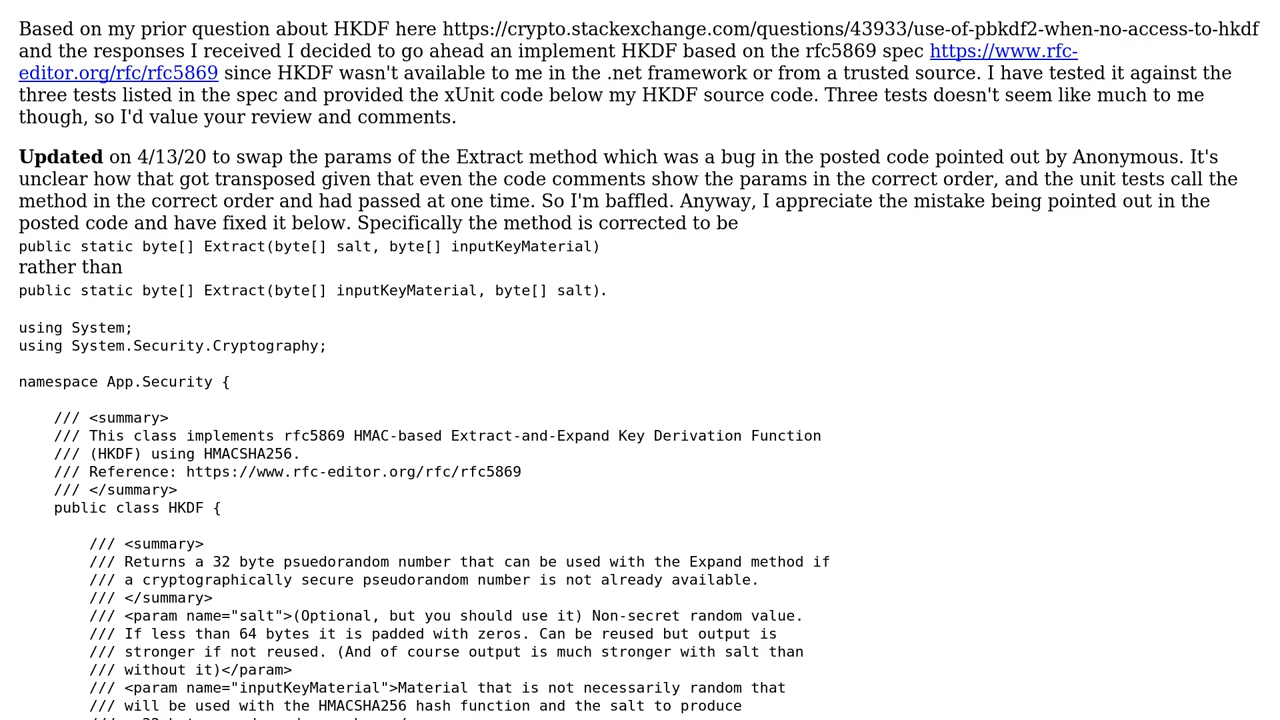 Based on my prior question about HKDF here https://crypto.stackexchange.com/questions/43933/use-of-pbkdf2-when-no-access-to-hkdf
and the responses I received I decided to go ahead an implement HKDF based on the rfc5869 spec https://www.rfc-
editor.org/rfc/rfc5869 since HKDF wasn't available to me in the .net framework or from a trusted source. I have tested it against the
three tests listed in the spec and provided the xUnit code below my HKDF source code. Three tests doesn't seem like much to me
though, so I'd value your review and comments.
Updated on 4/13/20 to swap the params of the Extract method which was a bug in the posted code pointed out by Anonymous. It's
unclear how that got transposed given that even the code comments show the params in the correct order, and the unit tests call the
method in the correct order and had passed at one time. So I'm baffled. Anyway, I appreciate the mistake being pointed out in the
posted code and have fixed it below. Specifically the method is corrected to be
public static byte[] Extract(byte[] salt, byte[] inputKeyMaterial)
rather than
public static byte[] Extract(byte[] inputKeyMaterial, byte[] salt).
using System;
using System.Security.Cryptography;
namespace App.Security {
/// <summary>
/// This class implements rfc5869 HMAC-based Extract-and-Expand Key Derivation Function
/// (HKDF) using HMACSHA256.
/// Reference: https://www.rfc-editor.org/rfc/rfc5869
/// </summary>
public class HKDF {
/// <summary>
/// Returns a 32 byte psuedorandom number that can be used with the Expand method if
/// a cryptographically secure pseudorandom number is not already available.
/// </summary>
/// <param name="salt">(Optional, but you should use it) Non-secret random value.
/// If less than 64 bytes it is padded with zeros. Can be reused but output is
/// stronger if not reused. (And of course output is much stronger with salt than
/// without it)</param>
/// <param name="inputKeyMaterial">Material that is not necessarily random that
/// will be used with the HMACSHA256 hash function and the salt to produce